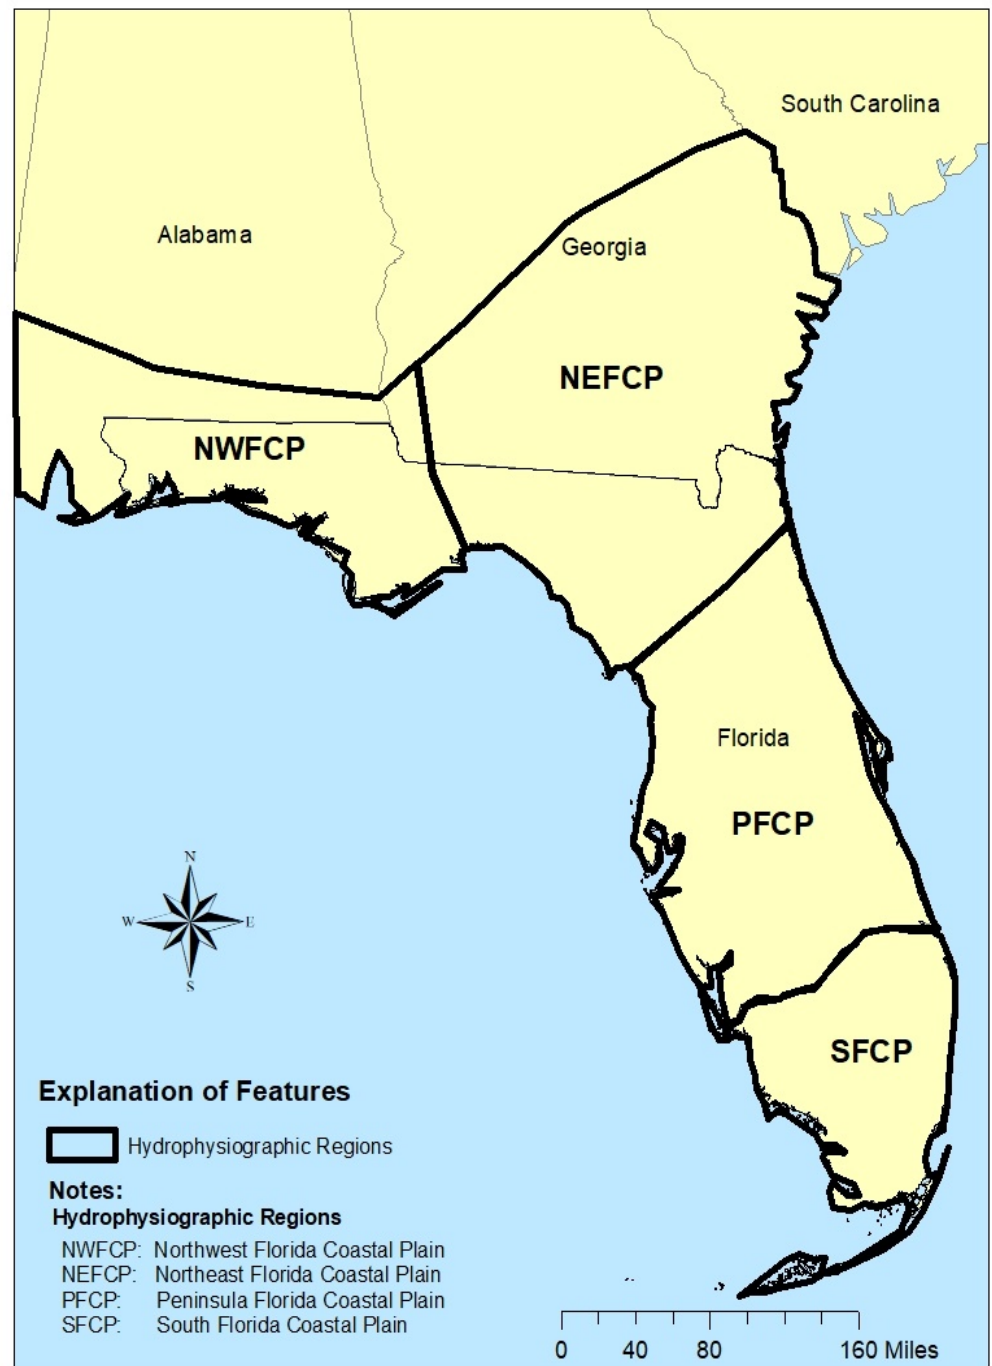 South Carolina
Alabama
Georgia
NEFCP
NWFCP
Florida
PFCP
N
W E
S
SFCP
Explanation of Features
Hydrophysiographic Regions
Notes:
Hydrophysiographic Regions
NWFCP: Northwest Florida Coastal Plain
NEFCP: Northeast Florida Coastal Plain
PFCP: Peninsula Florida Coastal Plain
SFCP: South Florida Coastal Plain
0 40 80 160 Miles